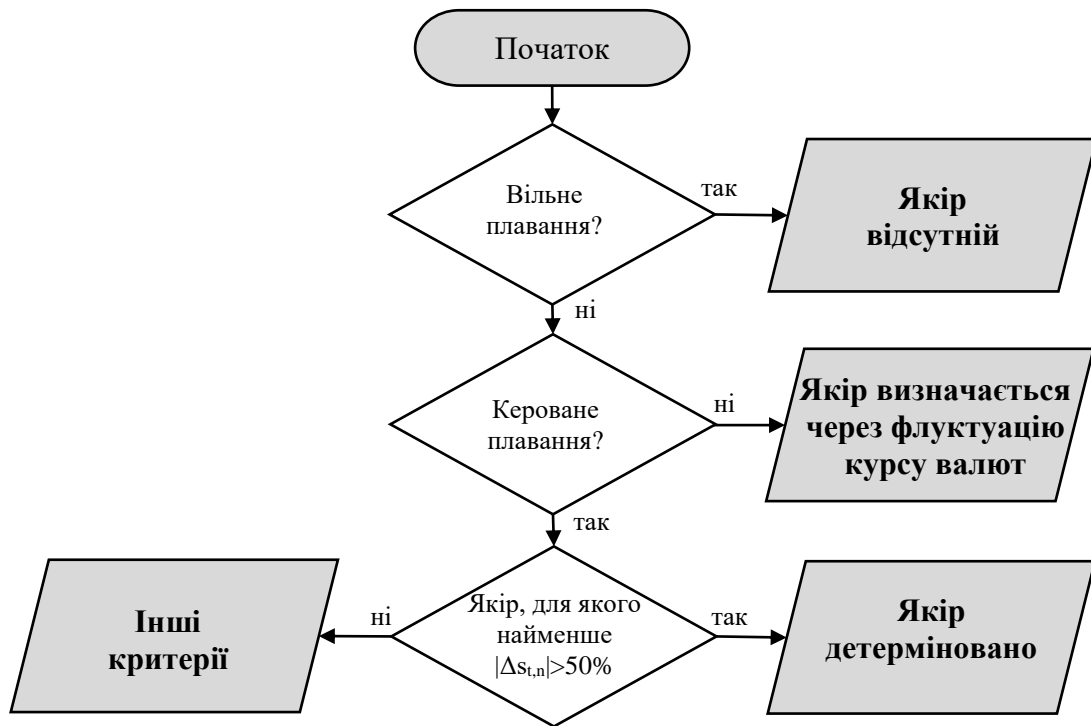 Початок
Вільне
плавання?
так
Якір
відсутній
ні
Кероване
плавання?
ні
Якір визначається
через флуктуацію
курсу валют
так
Якір, для якого
найменше
|Δsₜ,ₙ|>50%
ні
Інші
критерії
так
Якір
детерміновано